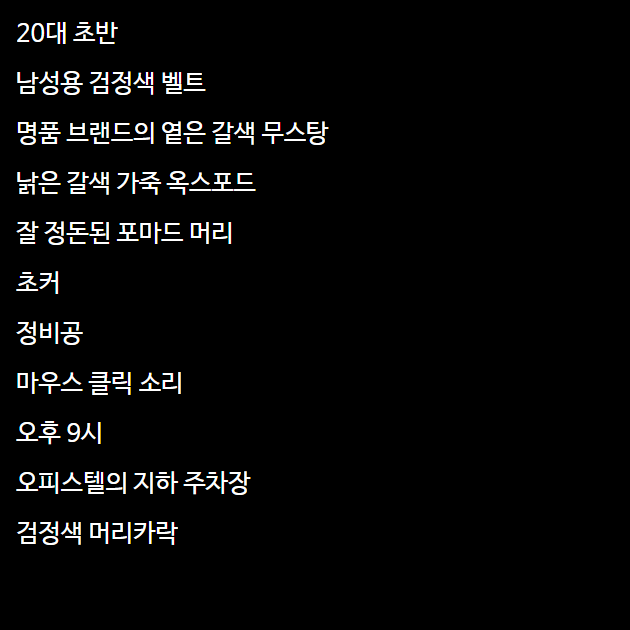 20대 초반
남성용 검정색 벨트
명품 브랜드의 옅은 갈색 무스탕
낡은 갈색 가죽 옥스포드
잘 정돈된 포마드 머리
초커
정비공
마우스 클릭 소리
오후 9시
오피스텔의 지하 주차장
검정색 머리카락